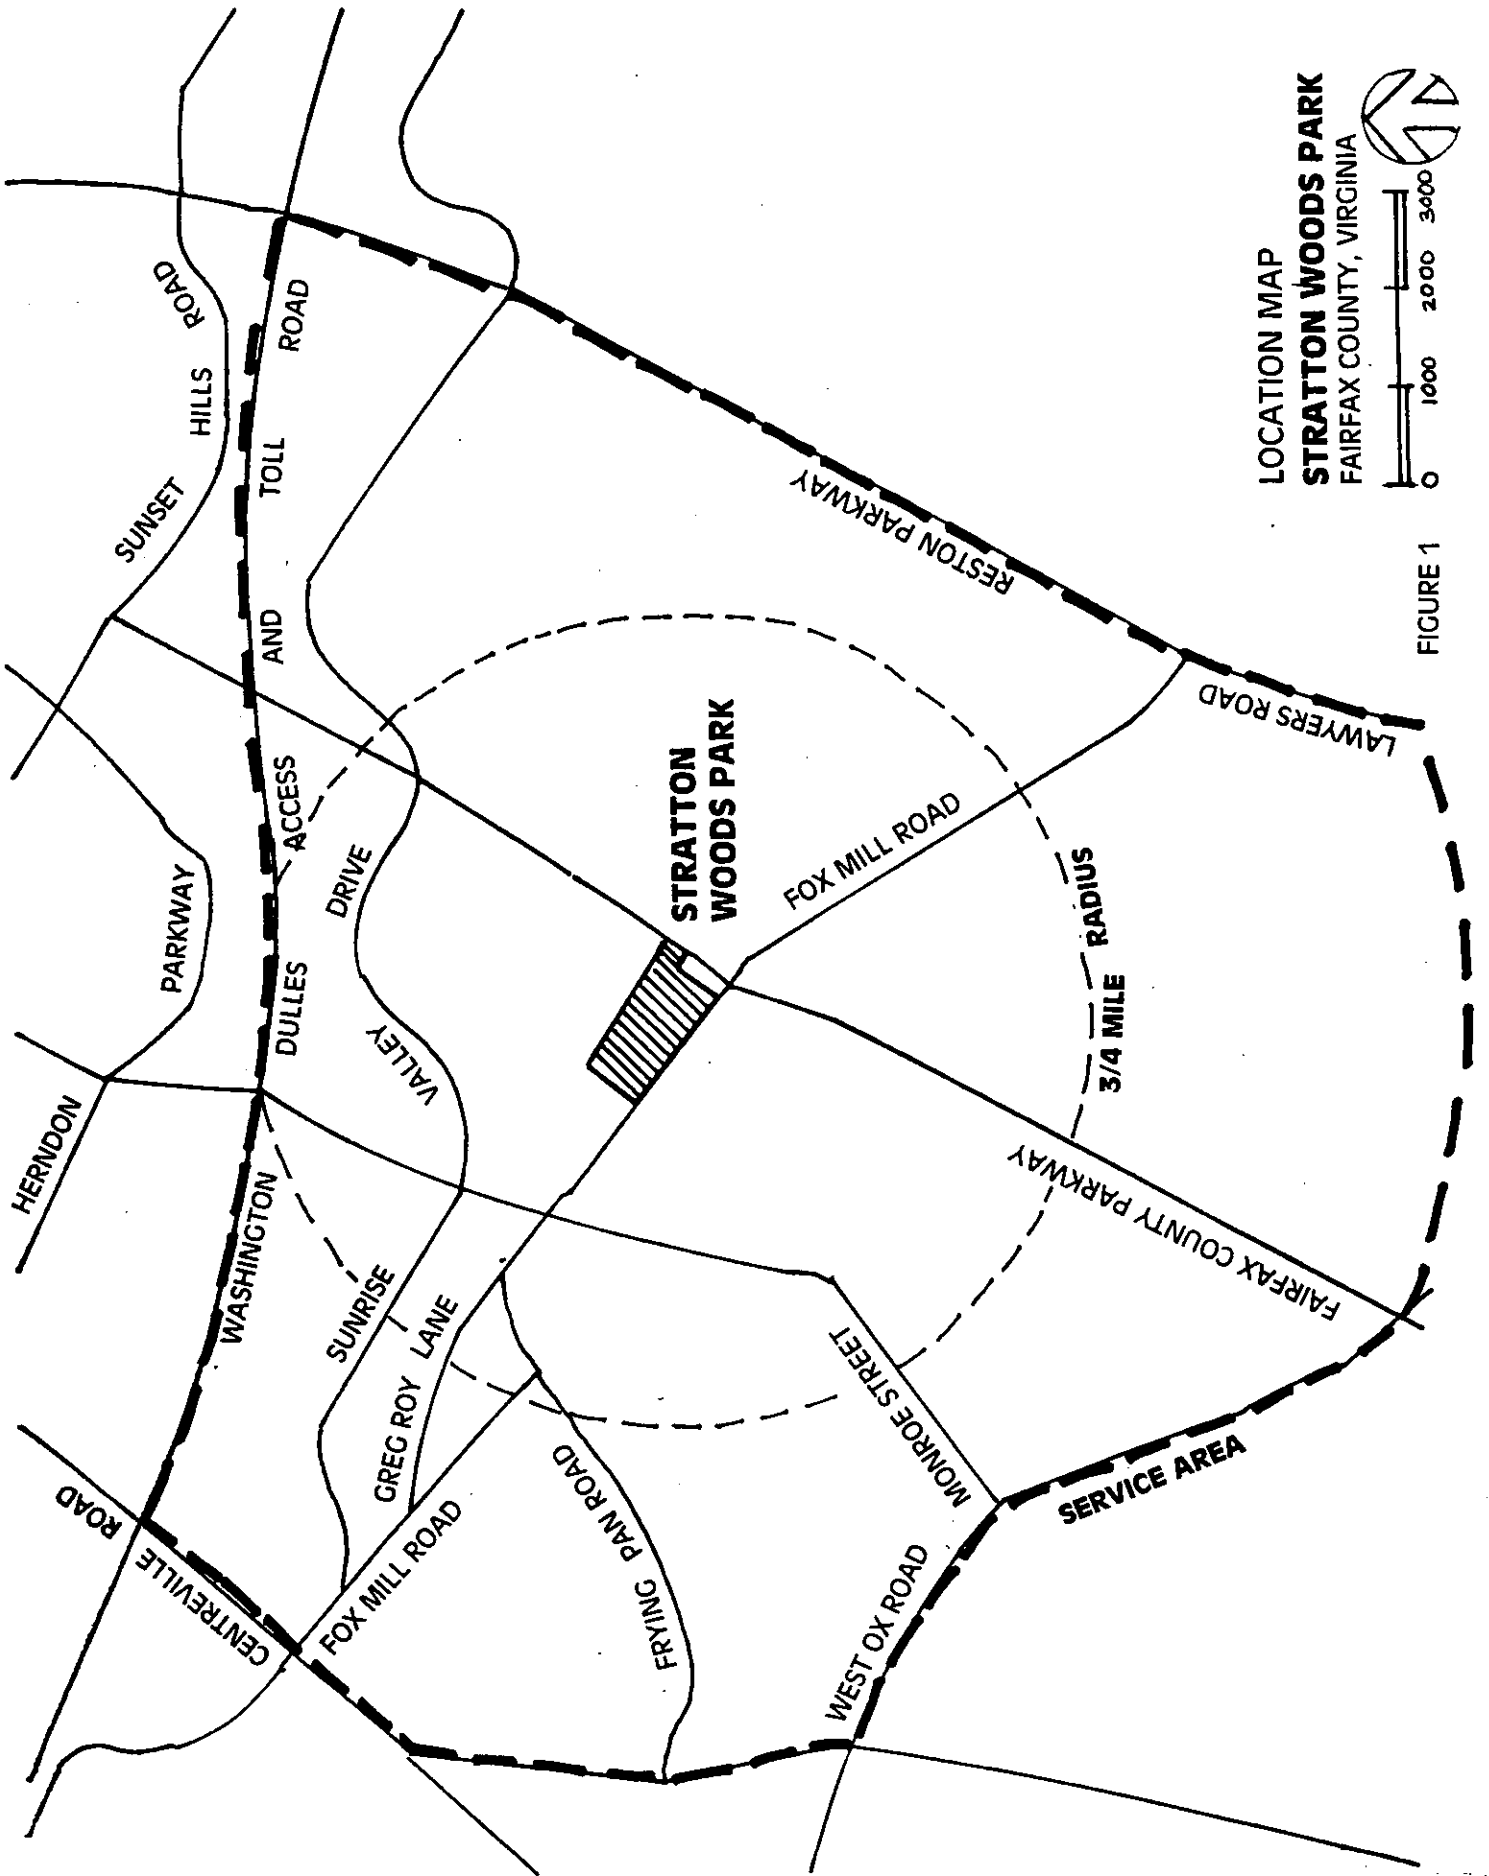 HERNDON
PARKWAY
SUNSET
HILLS
ROAD
CENTREVILLE
ROAD
WASHINGTON
DULLES
ACCESS
AND
TOLL
ROAD
SUNRISE
VALLEY
DRIVE
GREG ROY
LANE
FOX MILL ROAD
FRYING PAN ROAD
STRATTON
WOODS PARK
FOX MILL ROAD
RESTON PARKWAY
WEST OX ROAD
MONROE STREET
FAIRFAX COUNTY PARKWAY
3/4 MILE RADIUS
LAWYERS ROAD
SERVICE AREA
FIGURE 1
LOCATION MAP
STRATTON WOODS PARK
FAIRFAX COUNTY, VIRGINIA
0 1000 2000 3000
N